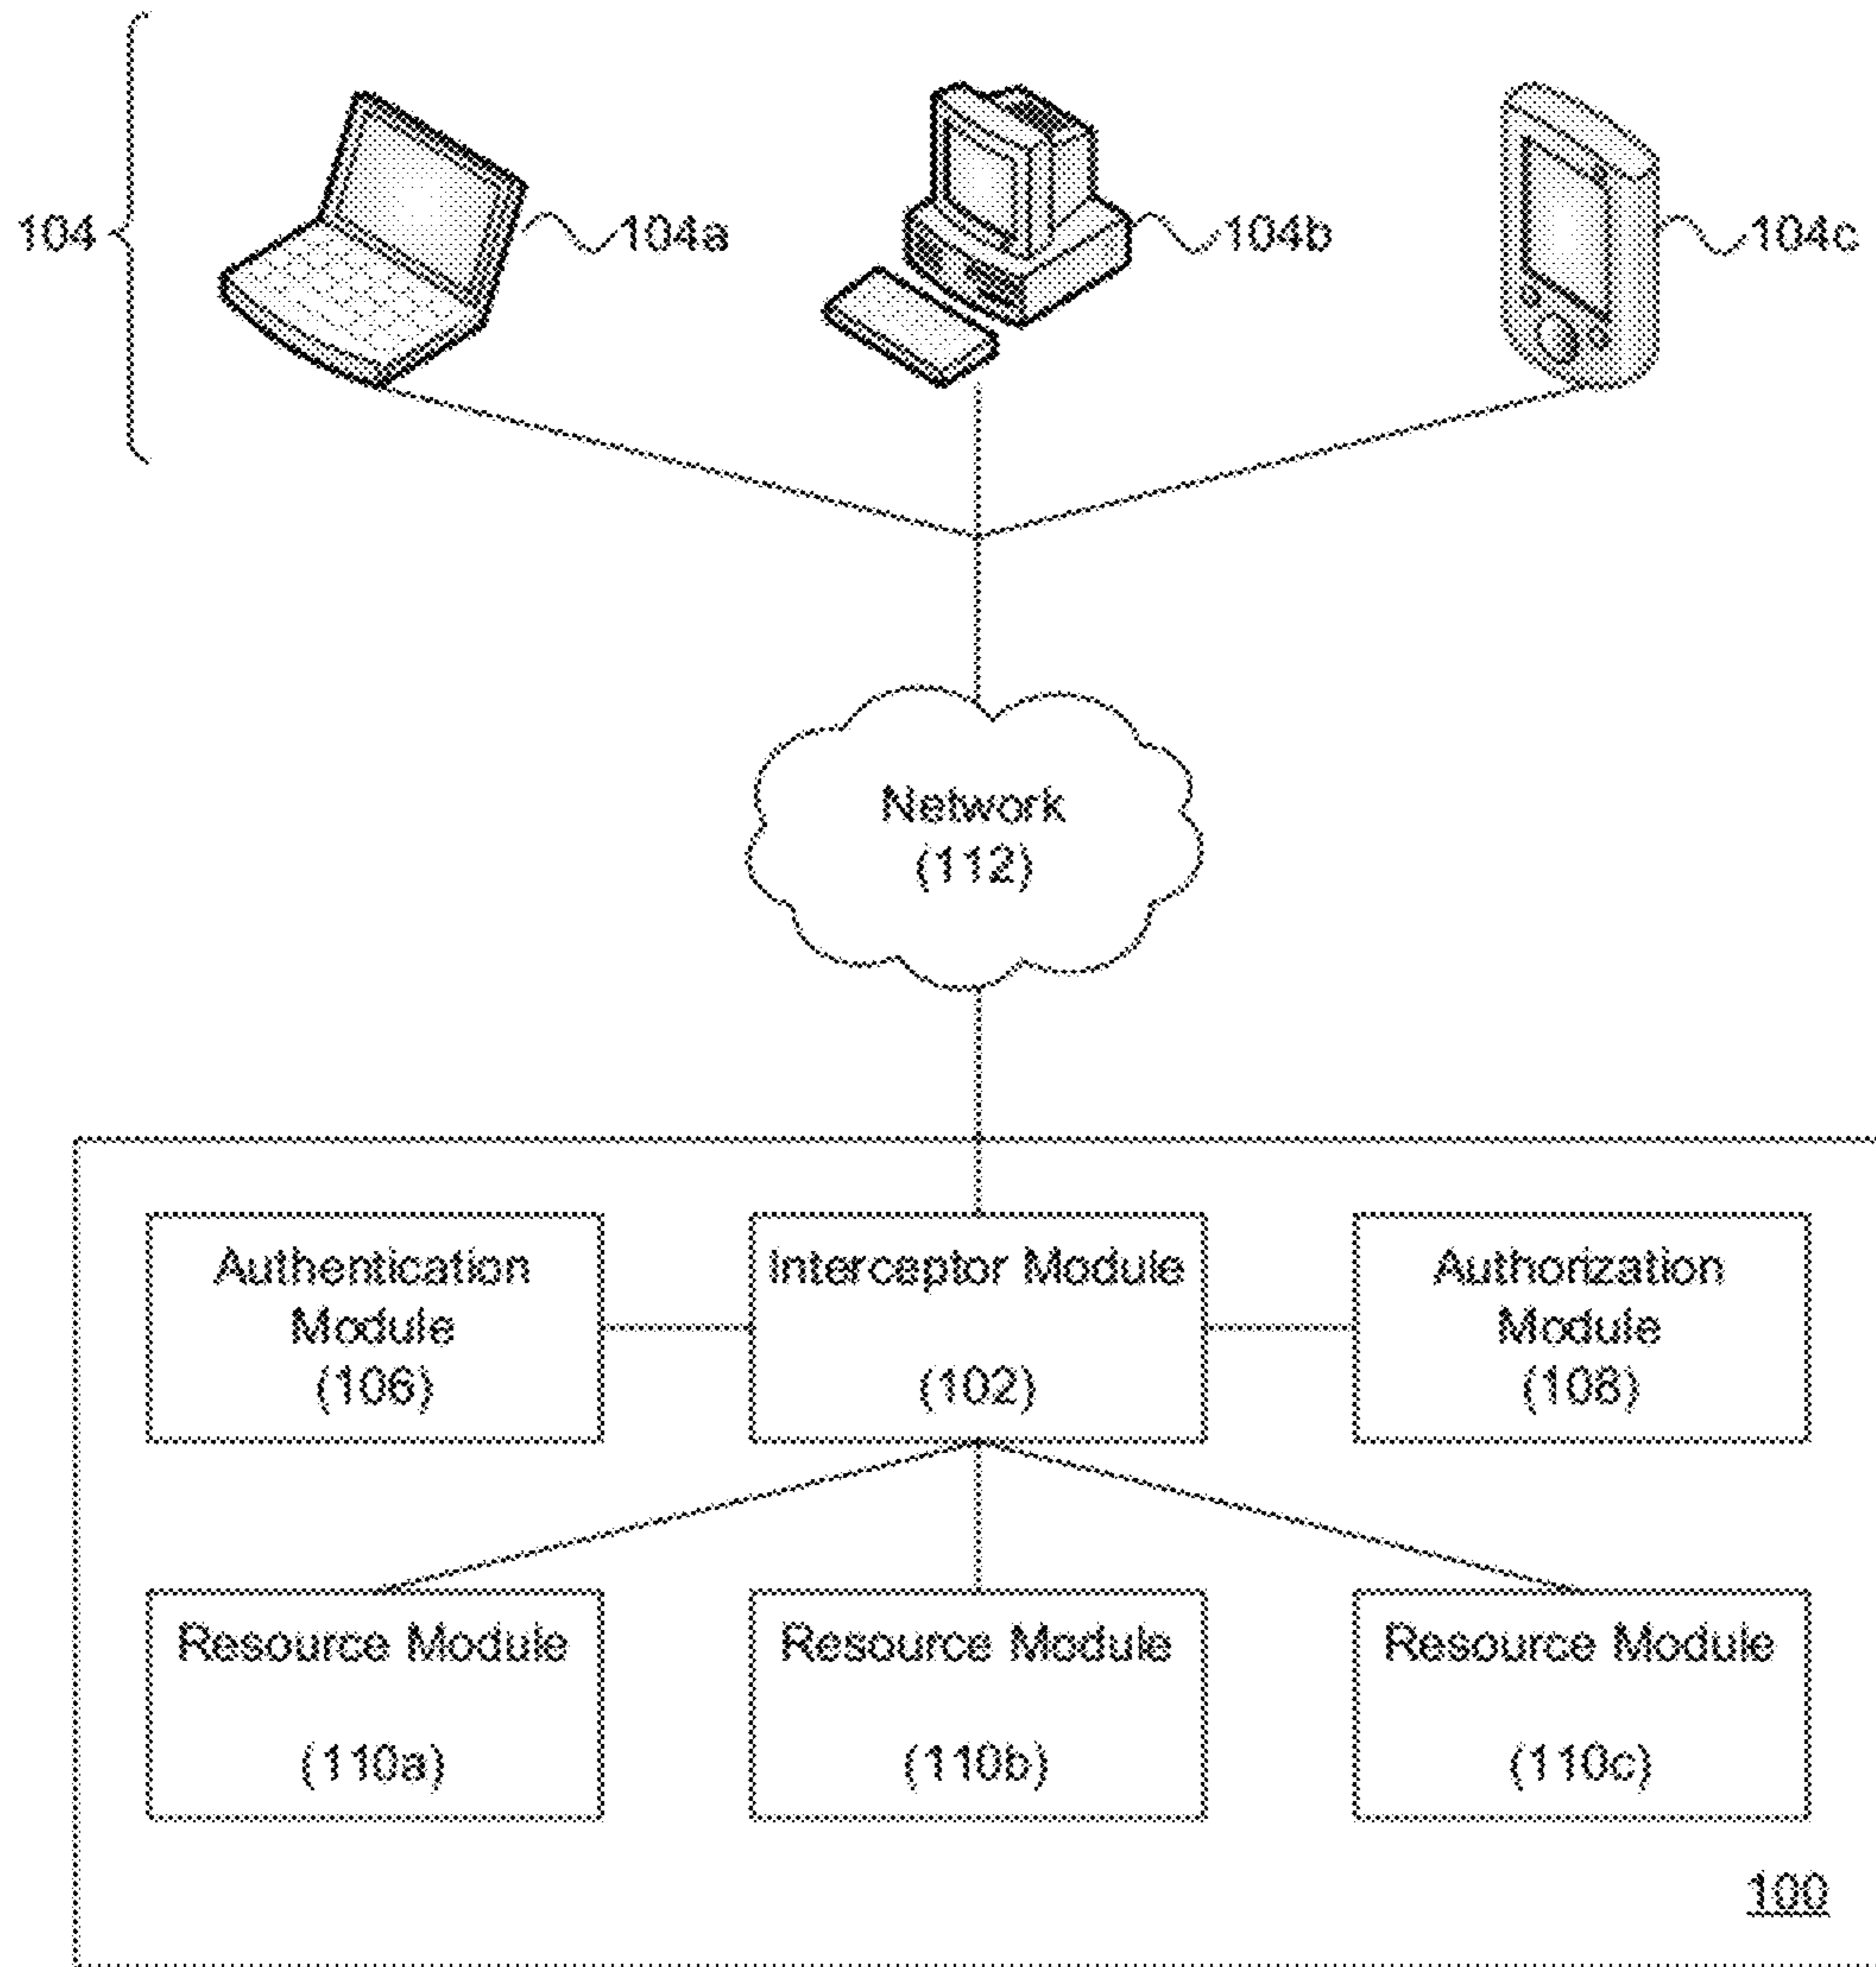 104
104a
104b
104c
Network
(112)
Authentication
Module
(106)
Interceptor Module
(102)
Authorization
Module
(108)
Resource Module
(110a)
Resource Module
(110b)
Resource Module
(110c)
100